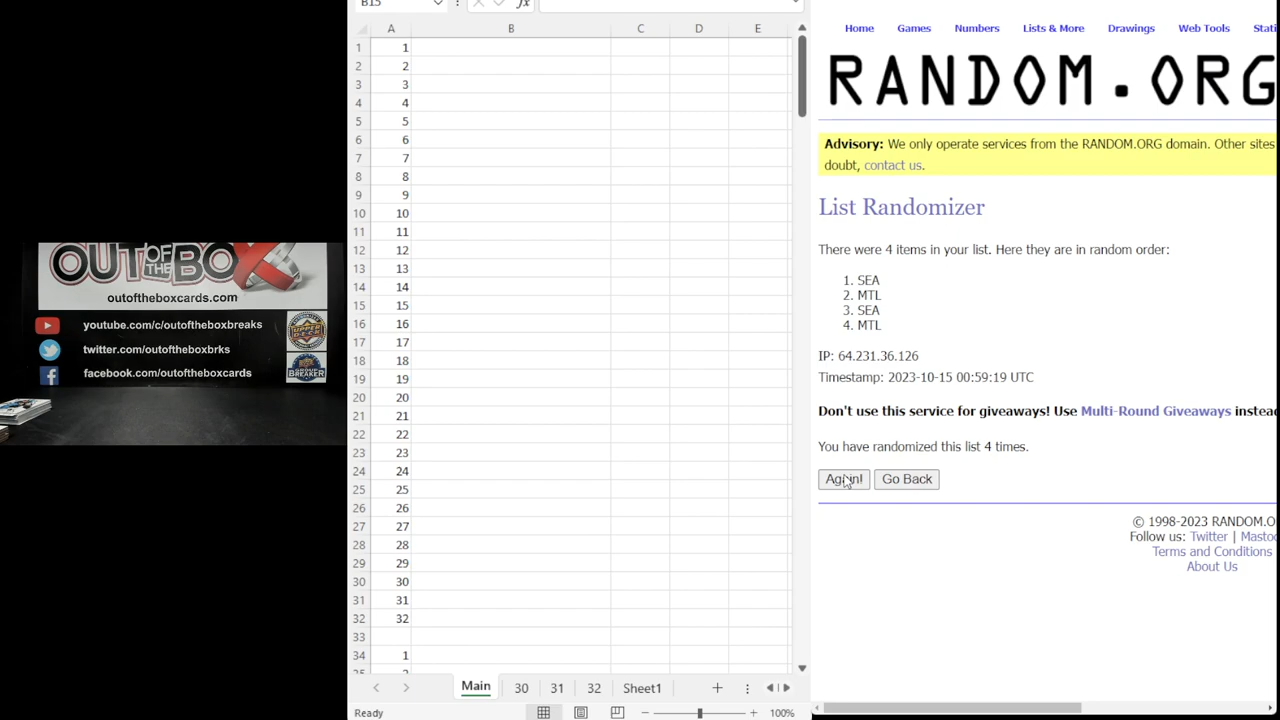 OUT OF THE BOX
outoftheboxcards.com
youtube.com/c/outoftheboxbreaks
twitter.com/outoftheboxbrks
facebook.com/outoftheboxcards
UPPER DECK
GROUP BREAKER
B15
fx
A B C D E
1 1
2 2
3 3
4 4
5 5
6 6
7 7
8 8
9 9
10 10
11 11
12 12
13 13
14 14
15 15
16 16
17 17
18 18
19 19
20 20
21 21
22 22
23 23
24 24
25 25
26 26
27 27
28 28
29 29
30 30
31 31
32 32
33
34 1
Main 30 31 32 Sheet1
Ready
100%
Home Games Numbers Lists & More Drawings Web Tools Stati
RANDOM.ORG
Advisory: We only operate services from the RANDOM.ORG domain. Other sites
doubt, contact us.
List Randomizer
There were 4 items in your list. Here they are in random order:
1. SEA
2. MTL
3. SEA
4. MTL
IP: 64.231.36.126
Timestamp: 2023-10-15 00:59:19 UTC
Don't use this service for giveaways! Use Multi-Round Giveaways instead
You have randomized this list 4 times.
Again! Go Back
© 1998-2023 RANDOM.O
Follow us: Twitter | Mastod
Terms and Conditions
About Us